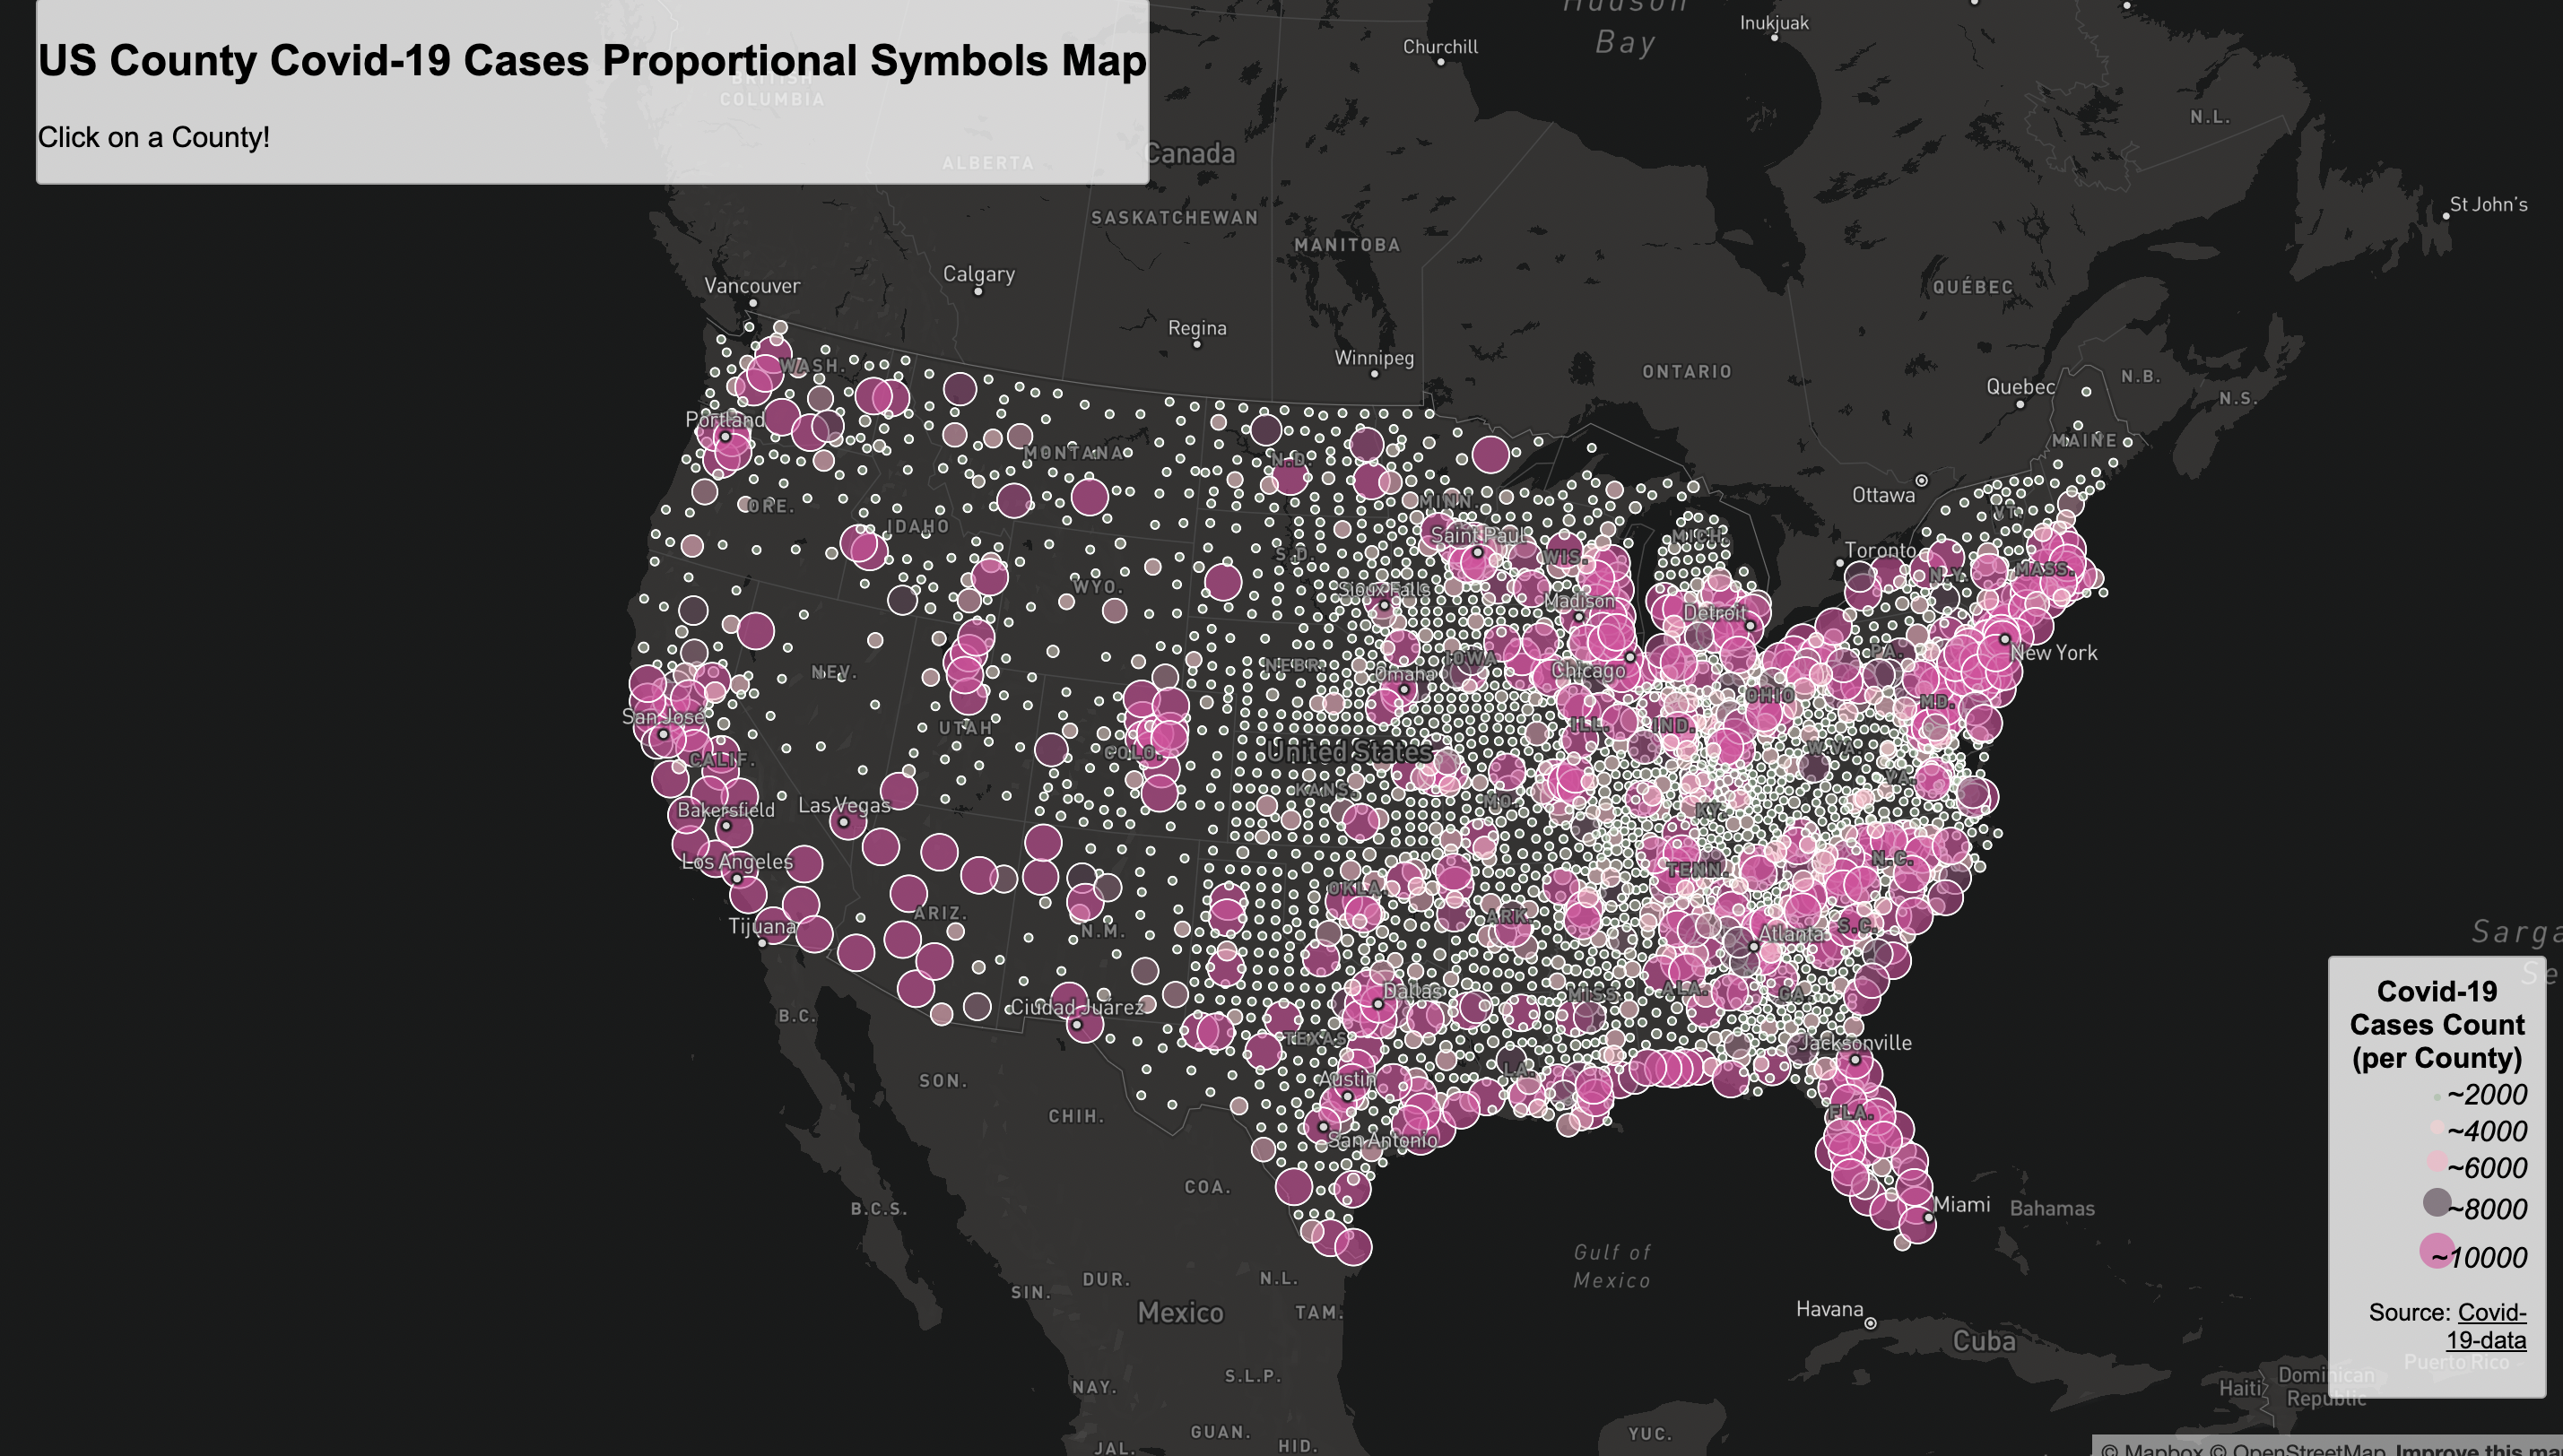 US County Covid-19 Cases Proportional Symbols Map
Click on a County!
Hudson
Bay
Inukjuak
Churchill
BRITISH
COLUMBIA
N.L.
Canada
ALBERTA
St John's
SASKATCHEWAN
MANITOBA
Calgary
Vancouver
QUÉBEC
Regina
Winnipeg
ONTARIO
WASH.
Quebec
N.B.
N.S.
Portland
MAINE
MONTANA
N.D.
Ottawa
MINN.
ORE.
VT.
IDAHO
Saint Paul
MICH.
Toronto
S.D.
WIS.
N.Y.
MASS.
WYO.
Sioux Falls
Madison
Detroit
New York
PA.
NEBR.
IOWA
Chicago
NEV.
Omaha
OHIO
MD.
San José
UTAH
ILL.
IND.
COLO.
United States
W.VA.
CALIF.
VA.
KANS.
MO.
Bakersfield
Las Vegas
KY.
Los Angeles
N.C.
TENN.
OKLA.
ARIZ.
ARK.
Tijuana
N.M.
S.C.
Atlanta
Sarga
Se
Dallas
ALA.
GA.
MISS.
Ciudad Juárez
B.C.
TEXAS
Jacksonville
LA.
SON.
Austin
CHIH.
FLA.
San Antonio
COA.
Miami
Bahamas
B.C.S.
Gulf of
Mexico
DUR.
N.L.
SIN.
Mexico
TAM.
Havana
Cuba
S.L.P.
NAY.
Haiti
Dominican
Republic
Puerto Rico
GUAN.
HID.
JAL.
YUC.
Covid-19
Cases Count
(per County)
~2000
~4000
~6000
~8000
~10000
Source: Covid-
19-data
© Mapbox © OpenStreetMap Improve this ma